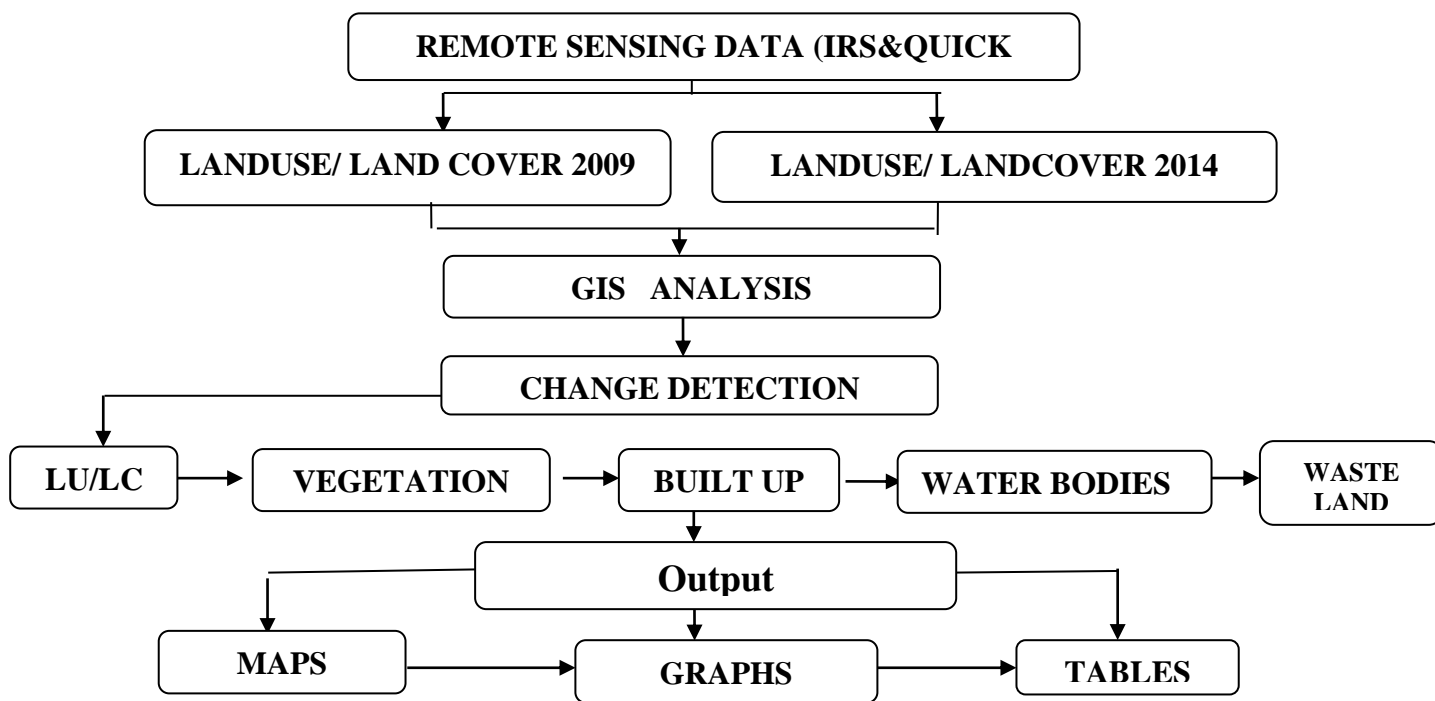 REMOTE SENSING DATA (IRS&QUICK
LANDUSE/ LAND COVER 2009
LANDUSE/ LANDCOVER 2014
GIS ANALYSIS
CHANGE DETECTION
LU/LC
VEGETATION
BUILT UP
WATER BODIES
WASTE
LAND
Output
MAPS
GRAPHS
TABLES